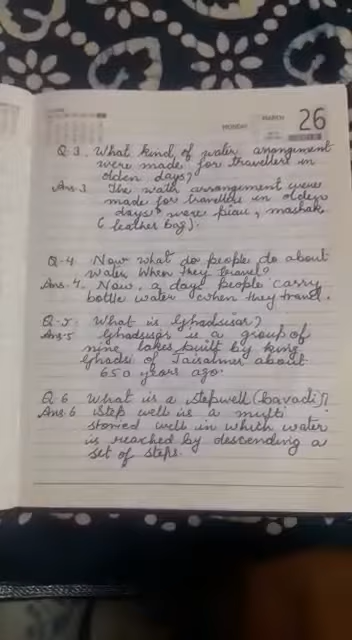 MONDAY MARCH 26
Q 3. What kind of water arrangement
were made for travellers in
olden days?
Ans 3 The water arrangement were
made for travellers in olden
days were piau, mashak
(leather bag).
Q-4 Now what do people do about
water when they travel?
Ans. 4. Now, a days people carry
bottle water when they travel.
Q-5 What is Ghadsisar?
Ans-5 Ghadsisar is a group of
nine lakes built by king
Ghadsi of Jaisalmer about
650 years ago.
Q-6 What is a stepwell (bavadi)?
Ans. 6 Step well is a multi
storied well in which water
is reached by descending a
set of steps.